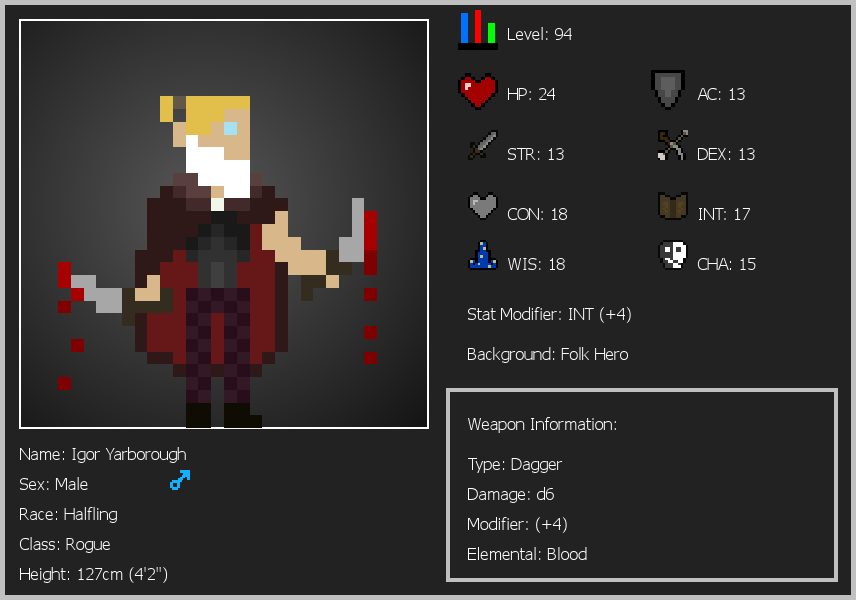 Level: 94
HP: 24
AC: 13
STR: 13
DEX: 13
CON: 18
INT: 17
WIS: 18
CHA: 15
Stat Modifier: INT (+4)
Background: Folk Hero
Weapon Information:
Type: Dagger
Damage: d6
Modifier: (+4)
Elemental: Blood
Name: Igor Yarborough
Sex: Male
Race: Halfling
Class: Rogue
Height: 127cm (4'2")